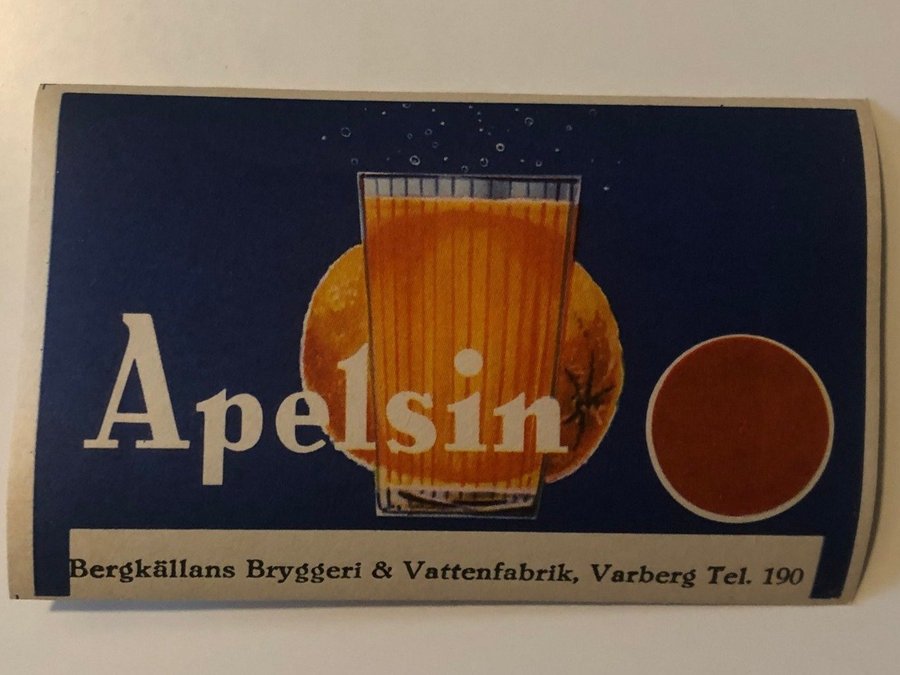 Apelsin
Bergkällans Bryggeri & Vattenfabrik, Varberg Tel. 190